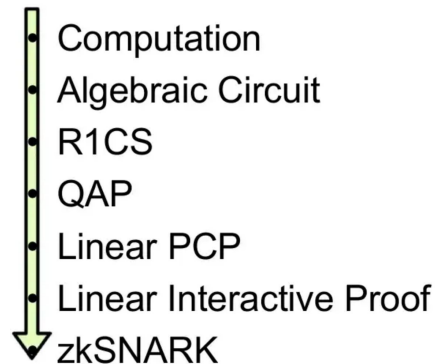 Computation
Algebraic Circuit
R1CS
QAP
Linear PCP
Linear Interactive Proof
zkSNARK